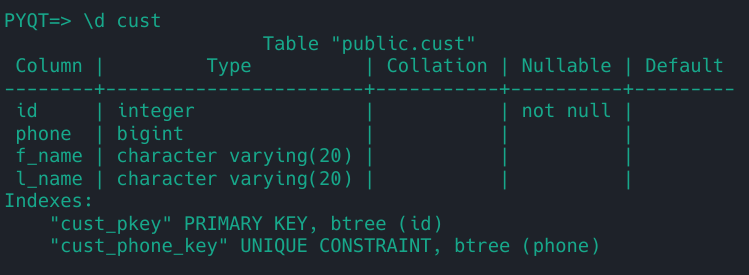 PYQT=> \d cust
                       Table "public.cust"
 Column |         Type          | Collation | Nullable | Default
--------+-----------------------+-----------+----------+---------
 id     | integer               |           | not null |
 phone  | bigint                |           |          |
 f_name | character varying(20) |           |          |
 l_name | character varying(20) |           |          |
Indexes:
    "cust_pkey" PRIMARY KEY, btree (id)
    "cust_phone_key" UNIQUE CONSTRAINT, btree (phone)